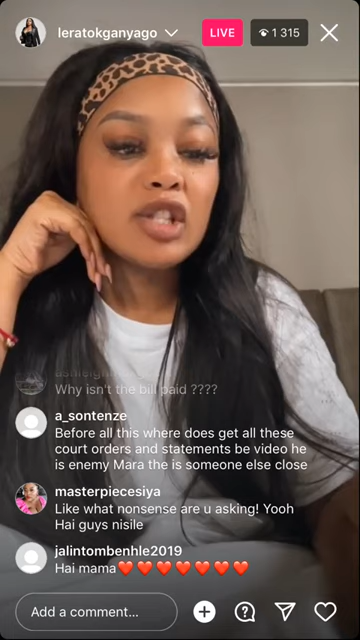 leratokganyago
LIVE
1 315
Why isn't the bill paid ????
a_sontenze
Before all this where does get all these
court orders and statements be video he
is enemy Mara the is someone else close
masterpiecesiya
Like what nonsense are u asking! Yooh
Hai guys nisile
jalintombenhle2019
Hai mama❤️❤️❤️❤️❤️❤️❤️
Add a comment...